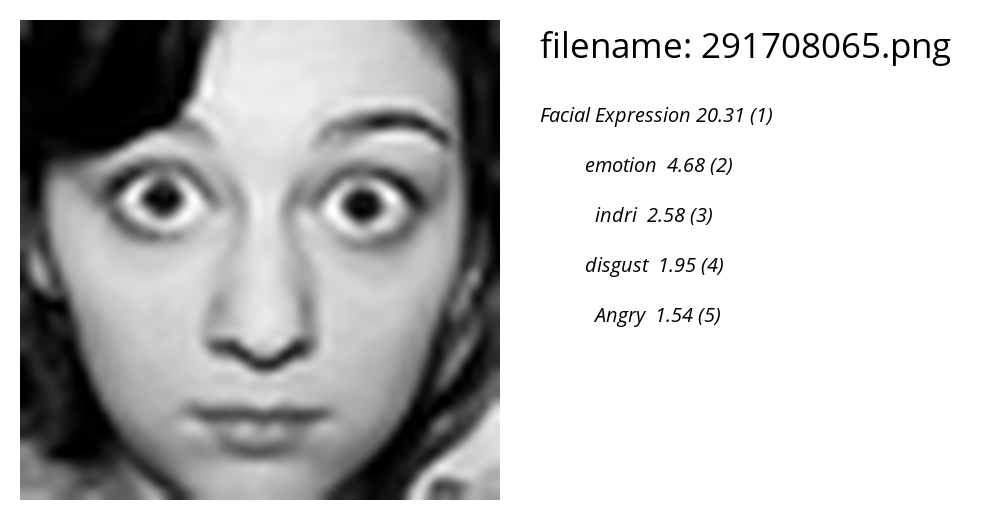 filename: 291708065.png
Facial Expression 20.31 (1)
emotion 4.68 (2)
indri 2.58 (3)
disgust 1.95 (4)
Angry 1.54 (5)